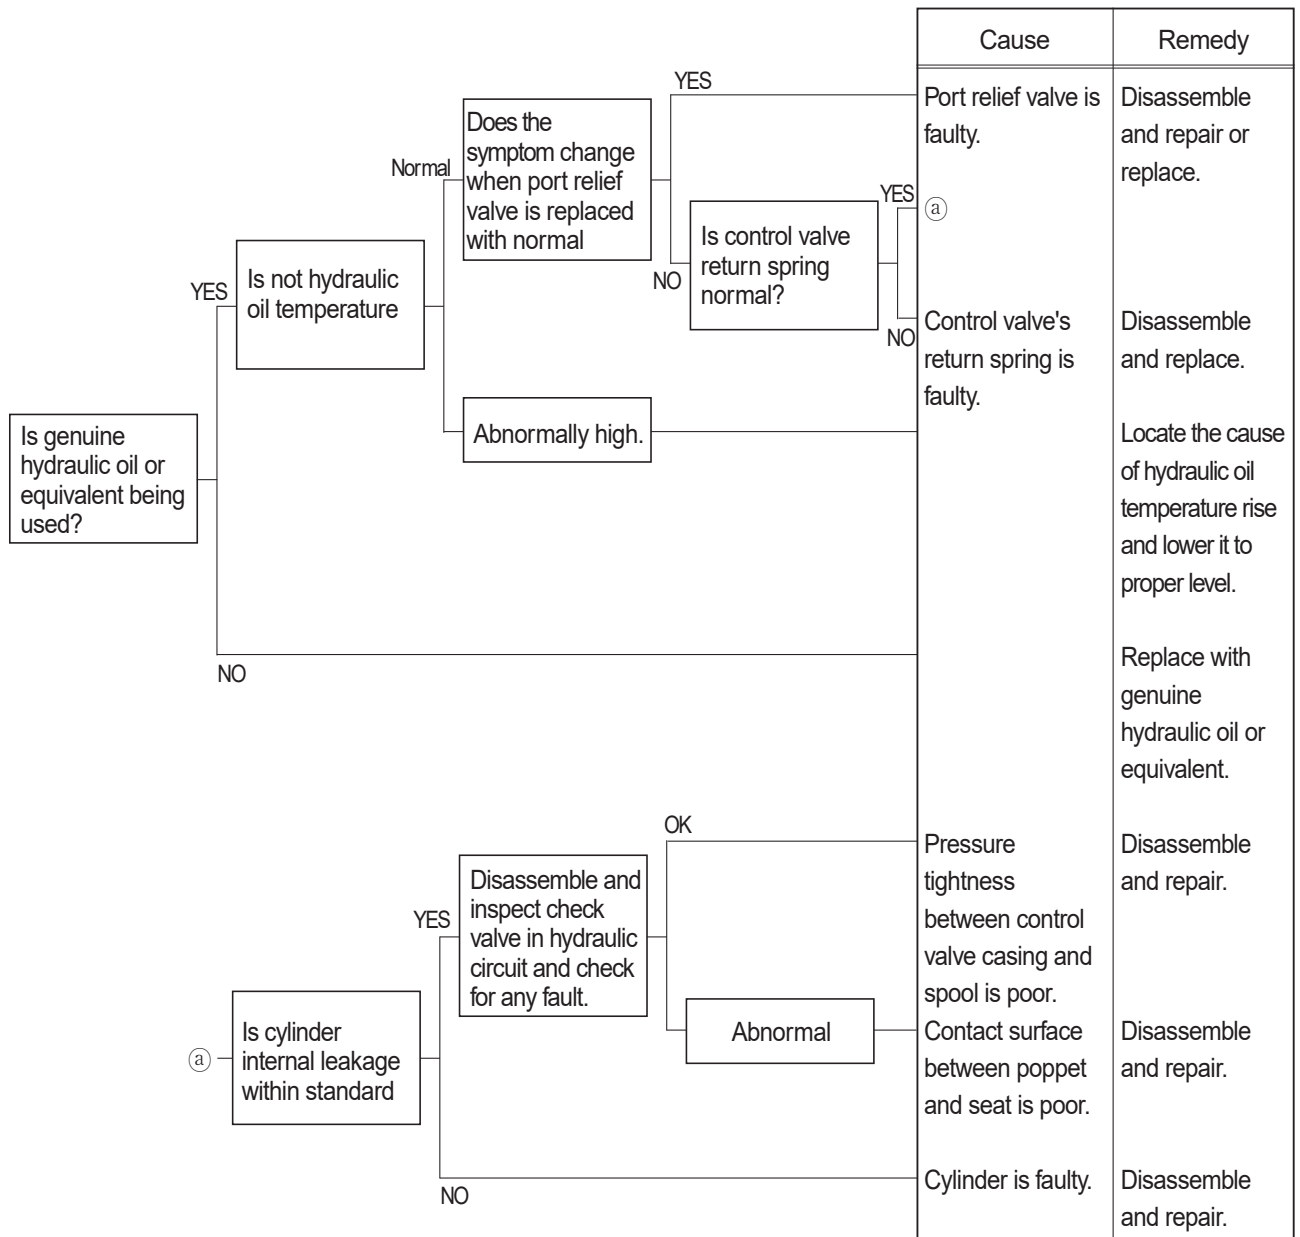 Cause
Remedy
YES
Port relief valve is
faulty.
Disassemble
and repair or
replace.
Does the
symptom change
when port relief
valve is replaced
with normal
Normal
YES
ⓐ
Is control valve
return spring
normal?
NO
NO
Control valve's
return spring is
faulty.
Disassemble
and replace.
YES
Is not hydraulic
oil temperature
Abnormally high.
Locate the cause
of hydraulic oil
temperature rise
and lower it to
proper level.
Is genuine
hydraulic oil or
equivalent being
used?
NO
Replace with
genuine
hydraulic oil or
equivalent.
OK
Pressure
tightness
between control
valve casing and
spool is poor.
Disassemble
and repair.
YES
Disassemble and
inspect check
valve in hydraulic
circuit and check
for any fault.
Abnormal
Contact surface
between poppet
and seat is poor.
Disassemble
and repair.
ⓐ
Is cylinder
internal leakage
within standard
NO
Cylinder is faulty.
Disassemble
and repair.